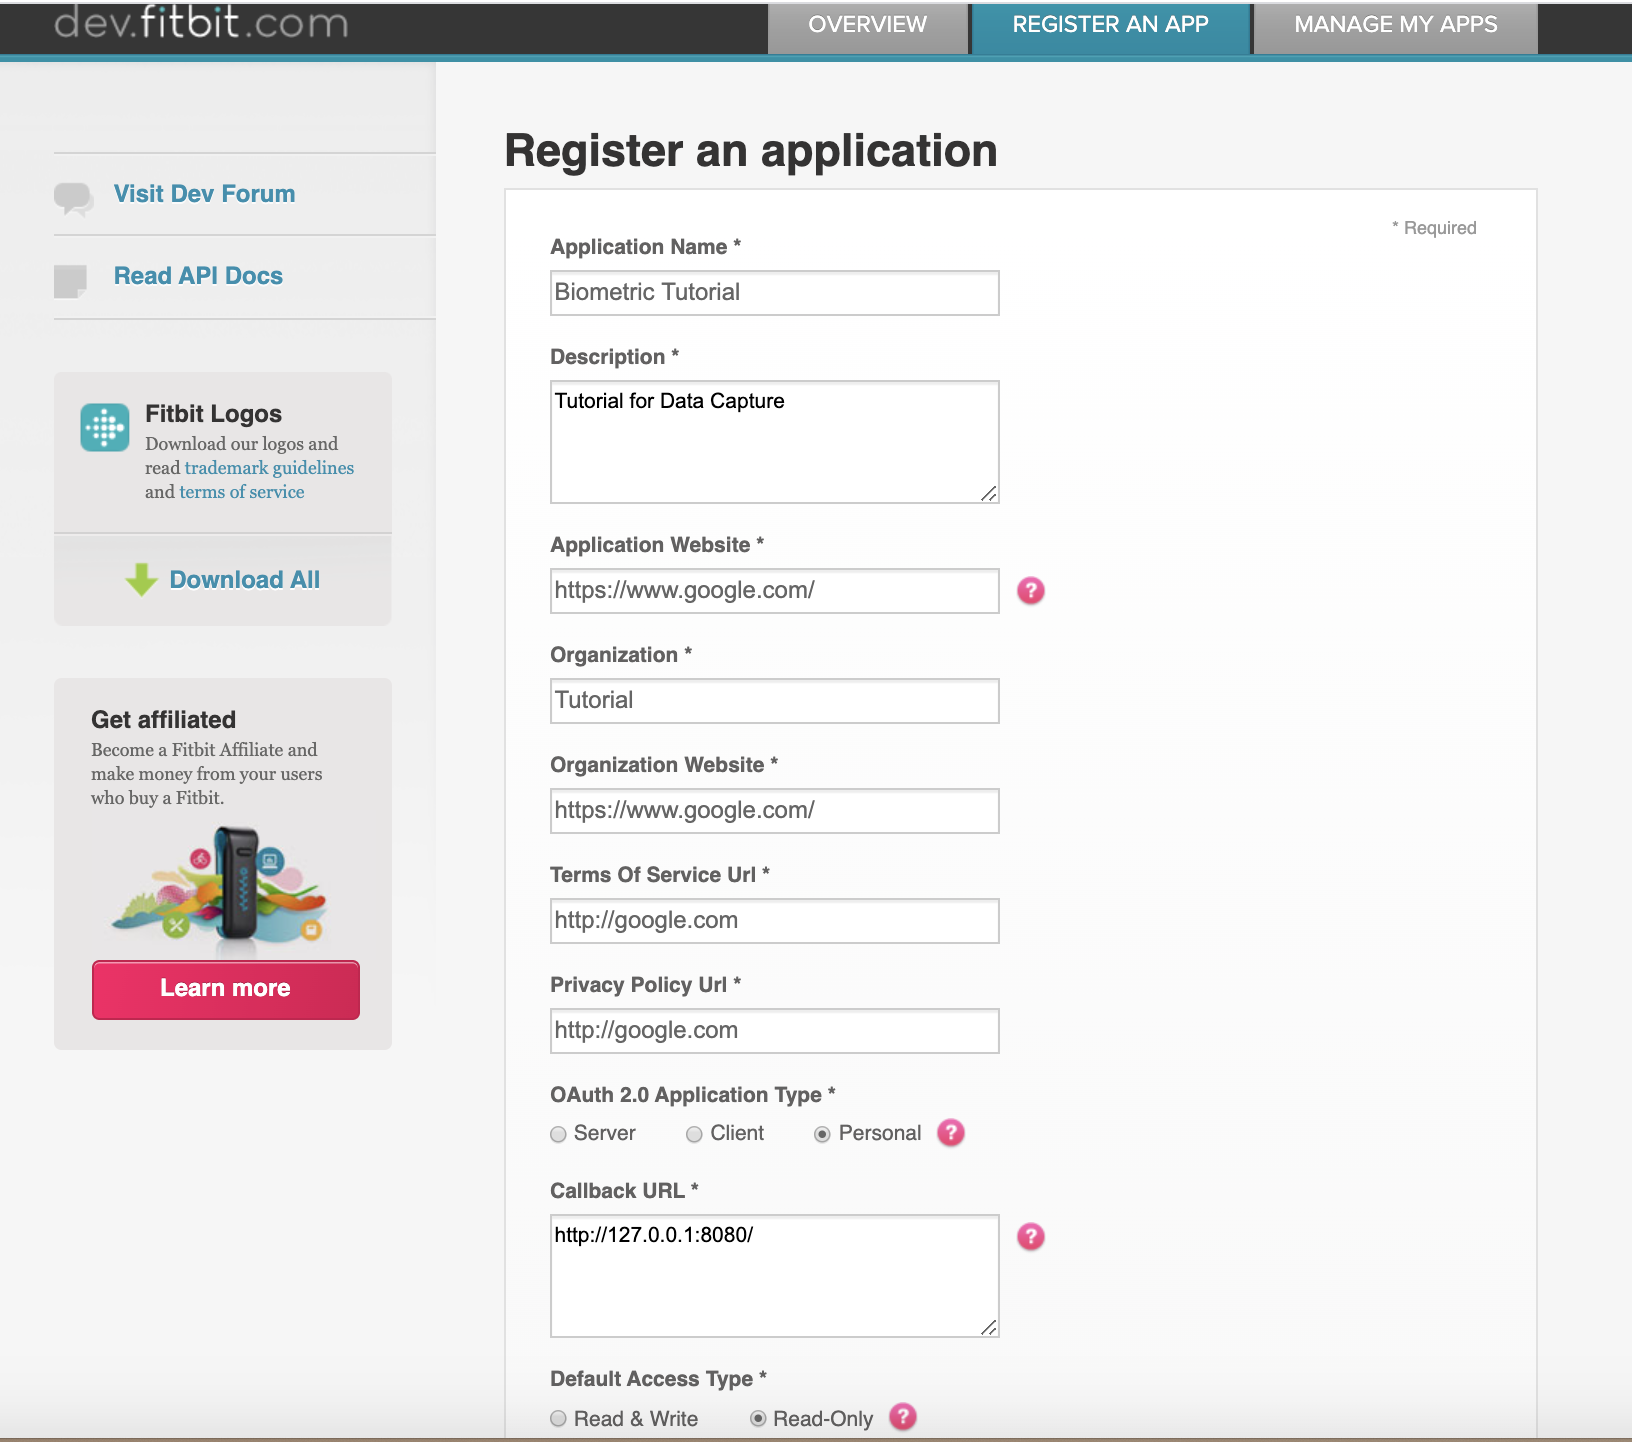 dev.fitbit.com
OVERVIEW
REGISTER AN APP
MANAGE MY APPS
Visit Dev Forum
Read API Docs
Fitbit Logos
Download our logos and
read trademark guidelines
and terms of service
Download All
Get affiliated
Become a Fitbit Affiliate and
make money from your users
who buy a Fitbit.
Learn more
Register an application
* Required
Application Name *
Biometric Tutorial
Description *
Tutorial for Data Capture
Application Website *
https://www.google.com/
?
Organization *
Tutorial
Organization Website *
https://www.google.com/
Terms Of Service Url *
http://google.com
Privacy Policy Url *
http://google.com
OAuth 2.0 Application Type *
Server Client Personal ?
Callback URL *
http://127.0.0.1:8080/
?
Default Access Type *
Read & Write Read-Only ?